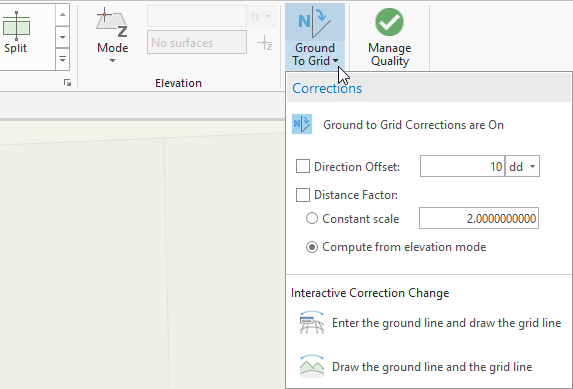 Split
Mode
ft
No surfaces
Elevation
Ground
To Grid
Manage
Quality
Corrections
Ground to Grid Corrections are On
Direction Offset: 10 dd
Distance Factor:
Constant scale 2.0000000000
Compute from elevation mode
Interactive Correction Change
Enter the ground line and draw the grid line
Draw the ground line and the grid line